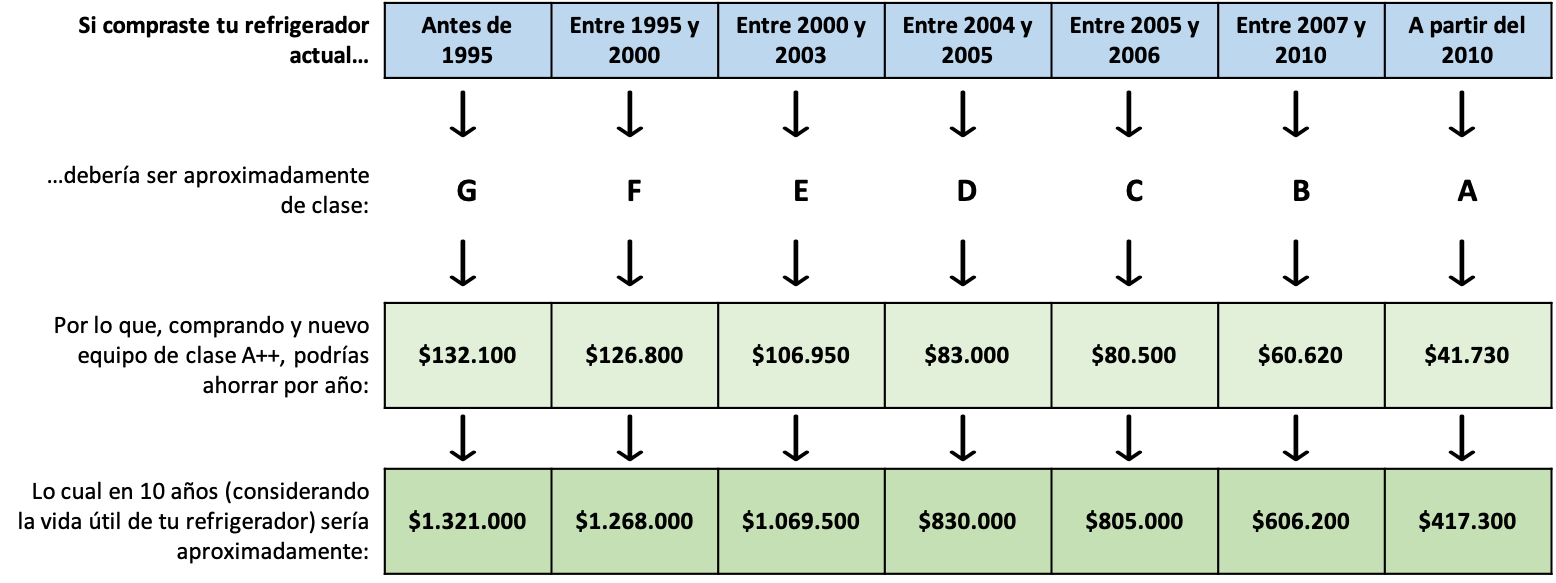 Si compraste tu refrigerador
actual…
Antes de
1995
Entre 1995 y
2000
Entre 2000 y
2003
Entre 2004 y
2005
Entre 2005 y
2006
Entre 2007 y
2010
A partir del
2010
…debería ser aproximadamente
de clase:
G
F
E
D
C
B
A
Por lo que, comprando y nuevo
equipo de clase A++, podrías
ahorrar por año:
$132.100
$126.800
$106.950
$83.000
$80.500
$60.620
$41.730
Lo cual en 10 años (considerando
la vida útil de tu refrigerador) sería
aproximadamente:
$1.321.000
$1.268.000
$1.069.500
$830.000
$805.000
$606.200
$417.300